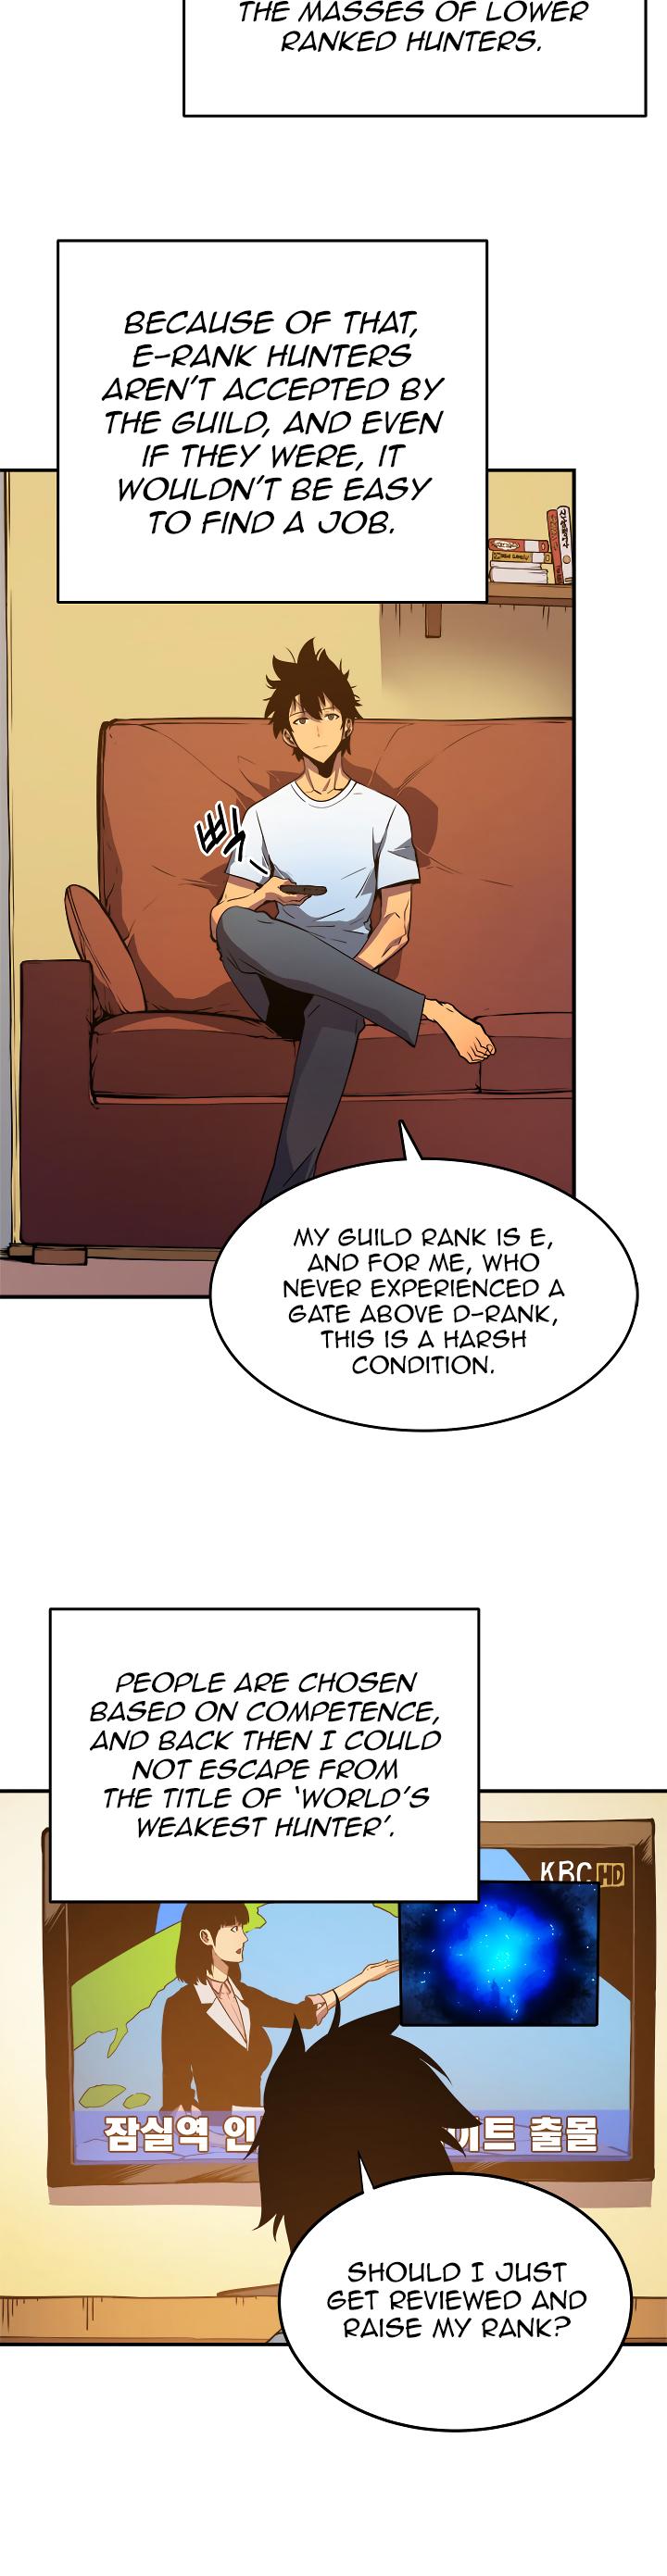 THE MASSES OF LOWER
RANKED HUNTERS.
BECAUSE OF THAT,
E-RANK HUNTERS
AREN'T ACCEPTED BY
THE GUILD, AND EVEN
IF THEY WERE, IT
WOULDN'T BE EASY
TO FIND A JOB.
삐
MY GUILD RANK IS E,
AND FOR ME, WHO
NEVER EXPERIENCED A
GATE ABOVE D-RANK,
THIS IS A HARSH
CONDITION.
PEOPLE ARE CHOSEN
BASED ON COMPETENCE,
AND BACK THEN I COULD
NOT ESCAPE FROM
THE TITLE OF 'WORLD'S
WEAKEST HUNTER'.
KBC HD
잠실역 인 이트 출몰
SHOULD I JUST
GET REVIEWED AND
RAISE MY RANK?